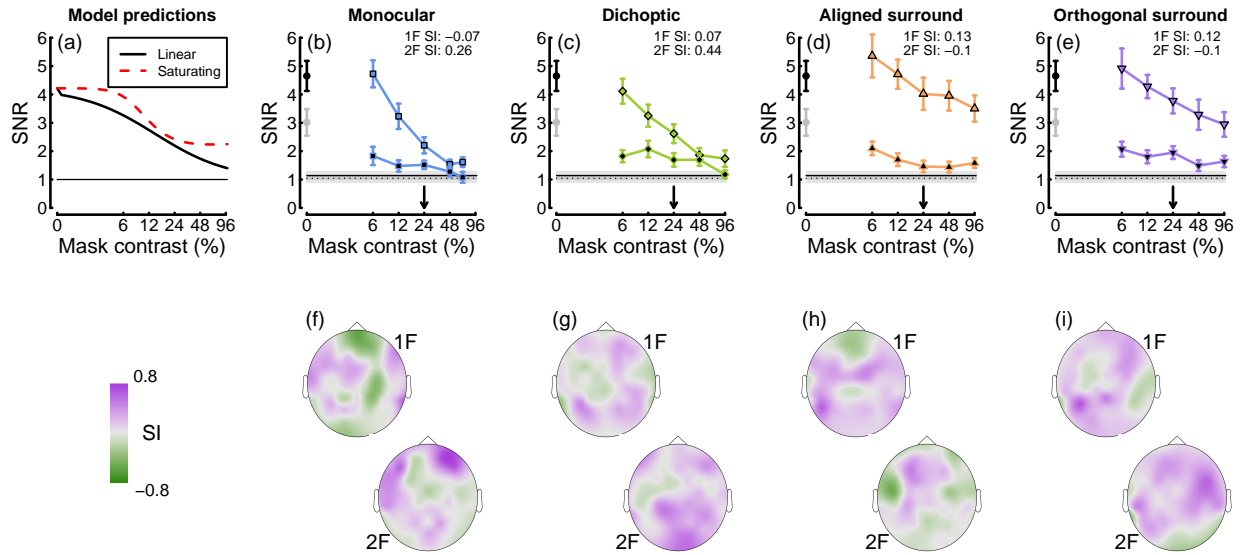 Model predictions
Monocular
Dichoptic
Aligned surround
Orthogonal surround
(a)
Linear
Saturating
SNR
0 1 2 3 4 5 6
0 6 12 24 48 96
Mask contrast (%)
(b)
1F SI: −0.07
2F SI: 0.26
SNR
0 1 2 3 4 5 6
0 6 12 24 48 96
Mask contrast (%)
(c)
1F SI: 0.07
2F SI: 0.44
SNR
0 1 2 3 4 5 6
0 6 12 24 48 96
Mask contrast (%)
(d)
1F SI: 0.13
2F SI: −0.1
SNR
0 1 2 3 4 5 6
0 6 12 24 48 96
Mask contrast (%)
(e)
1F SI: 0.12
2F SI: −0.1
SNR
0 1 2 3 4 5 6
0 6 12 24 48 96
Mask contrast (%)
0.8
SI
−0.8
(f)
1F
2F
(g)
1F
2F
(h)
1F
2F
(i)
1F
2F